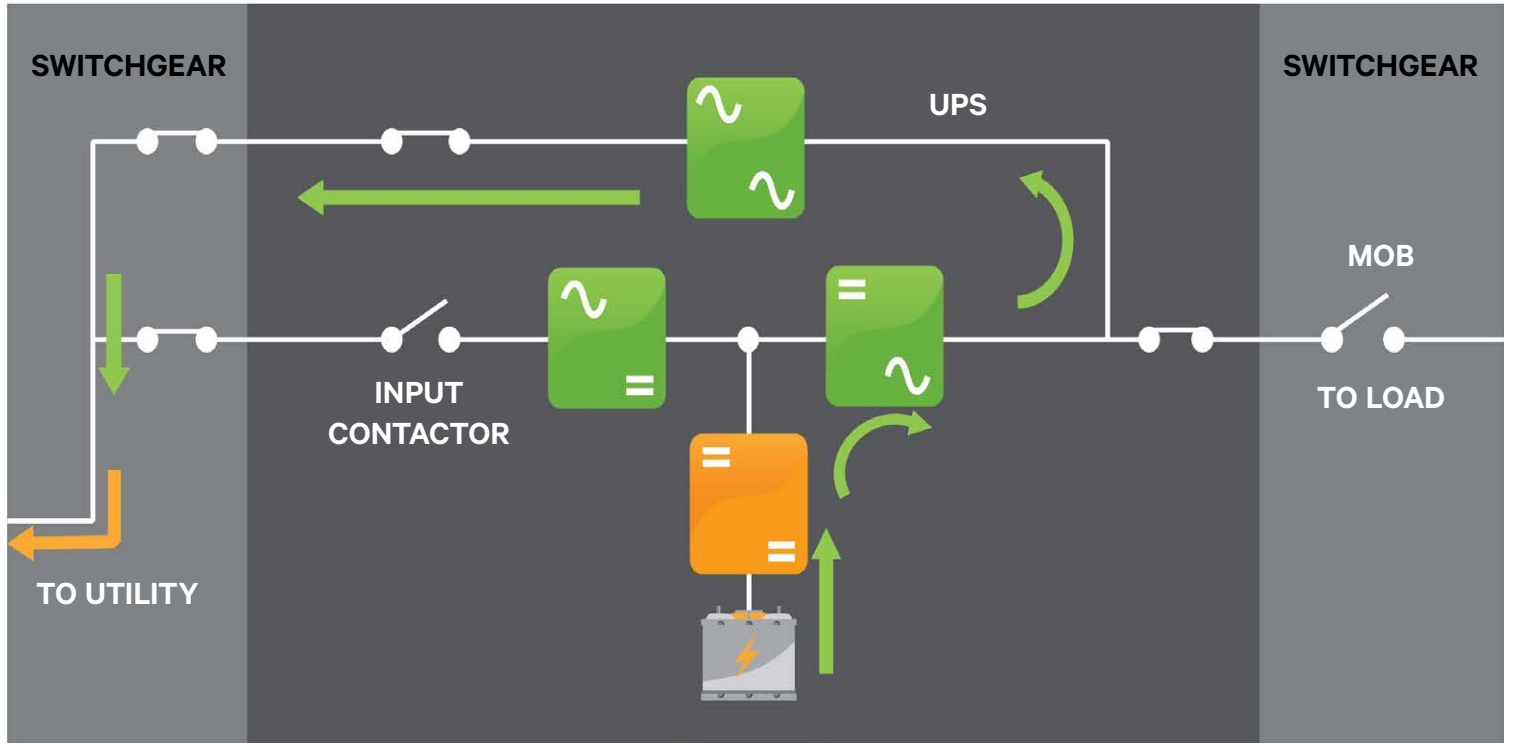 SWITCHGEAR
SWITCHGEAR
UPS
MOB
INPUT
CONTACTOR
TO LOAD
TO UTILITY